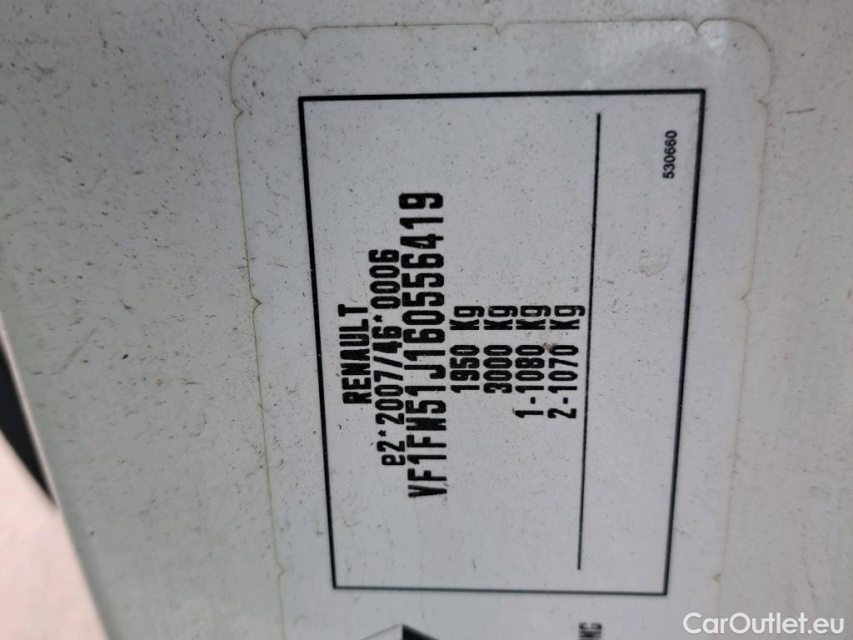 RENAULT
e2*2007/46*0006
VF1FW51J160556419
1950 Kg
3000 Kg
1-1080 Kg
2-1070 Kg
530660
MC
CarOutlet.eu